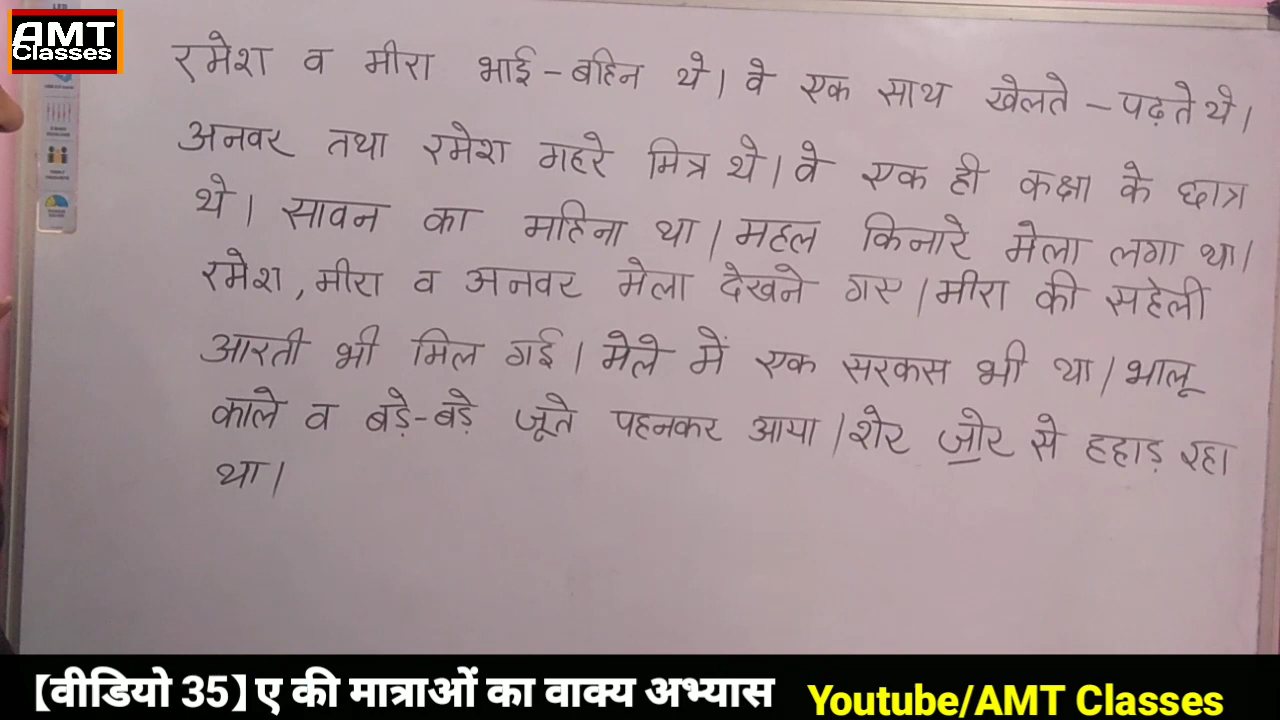 AMT
Classes
रमेश व मीरा भाई - बहिन थे। वे एक साथ खेलते - पढ़ते थे।
अनवर तथा रमेश गहरे मित्र थे। वे एक ही कक्षा के छात्र
थे। सावन का महिना था। महल किनारे मेला लगा था।
रमेश, मीरा व अनवर मेला देखने गए। मीरा की सहेली
आरती भी मिल गई। मेले में एक सरकस भी था। भालू
काले व बड़े-बड़े जूते पहनकर आया। शेर जोर से हहाड़ रहा
था।
【वीडियो 35】ए की मात्राओं का वाक्य अभ्यास
Youtube/AMT Classes